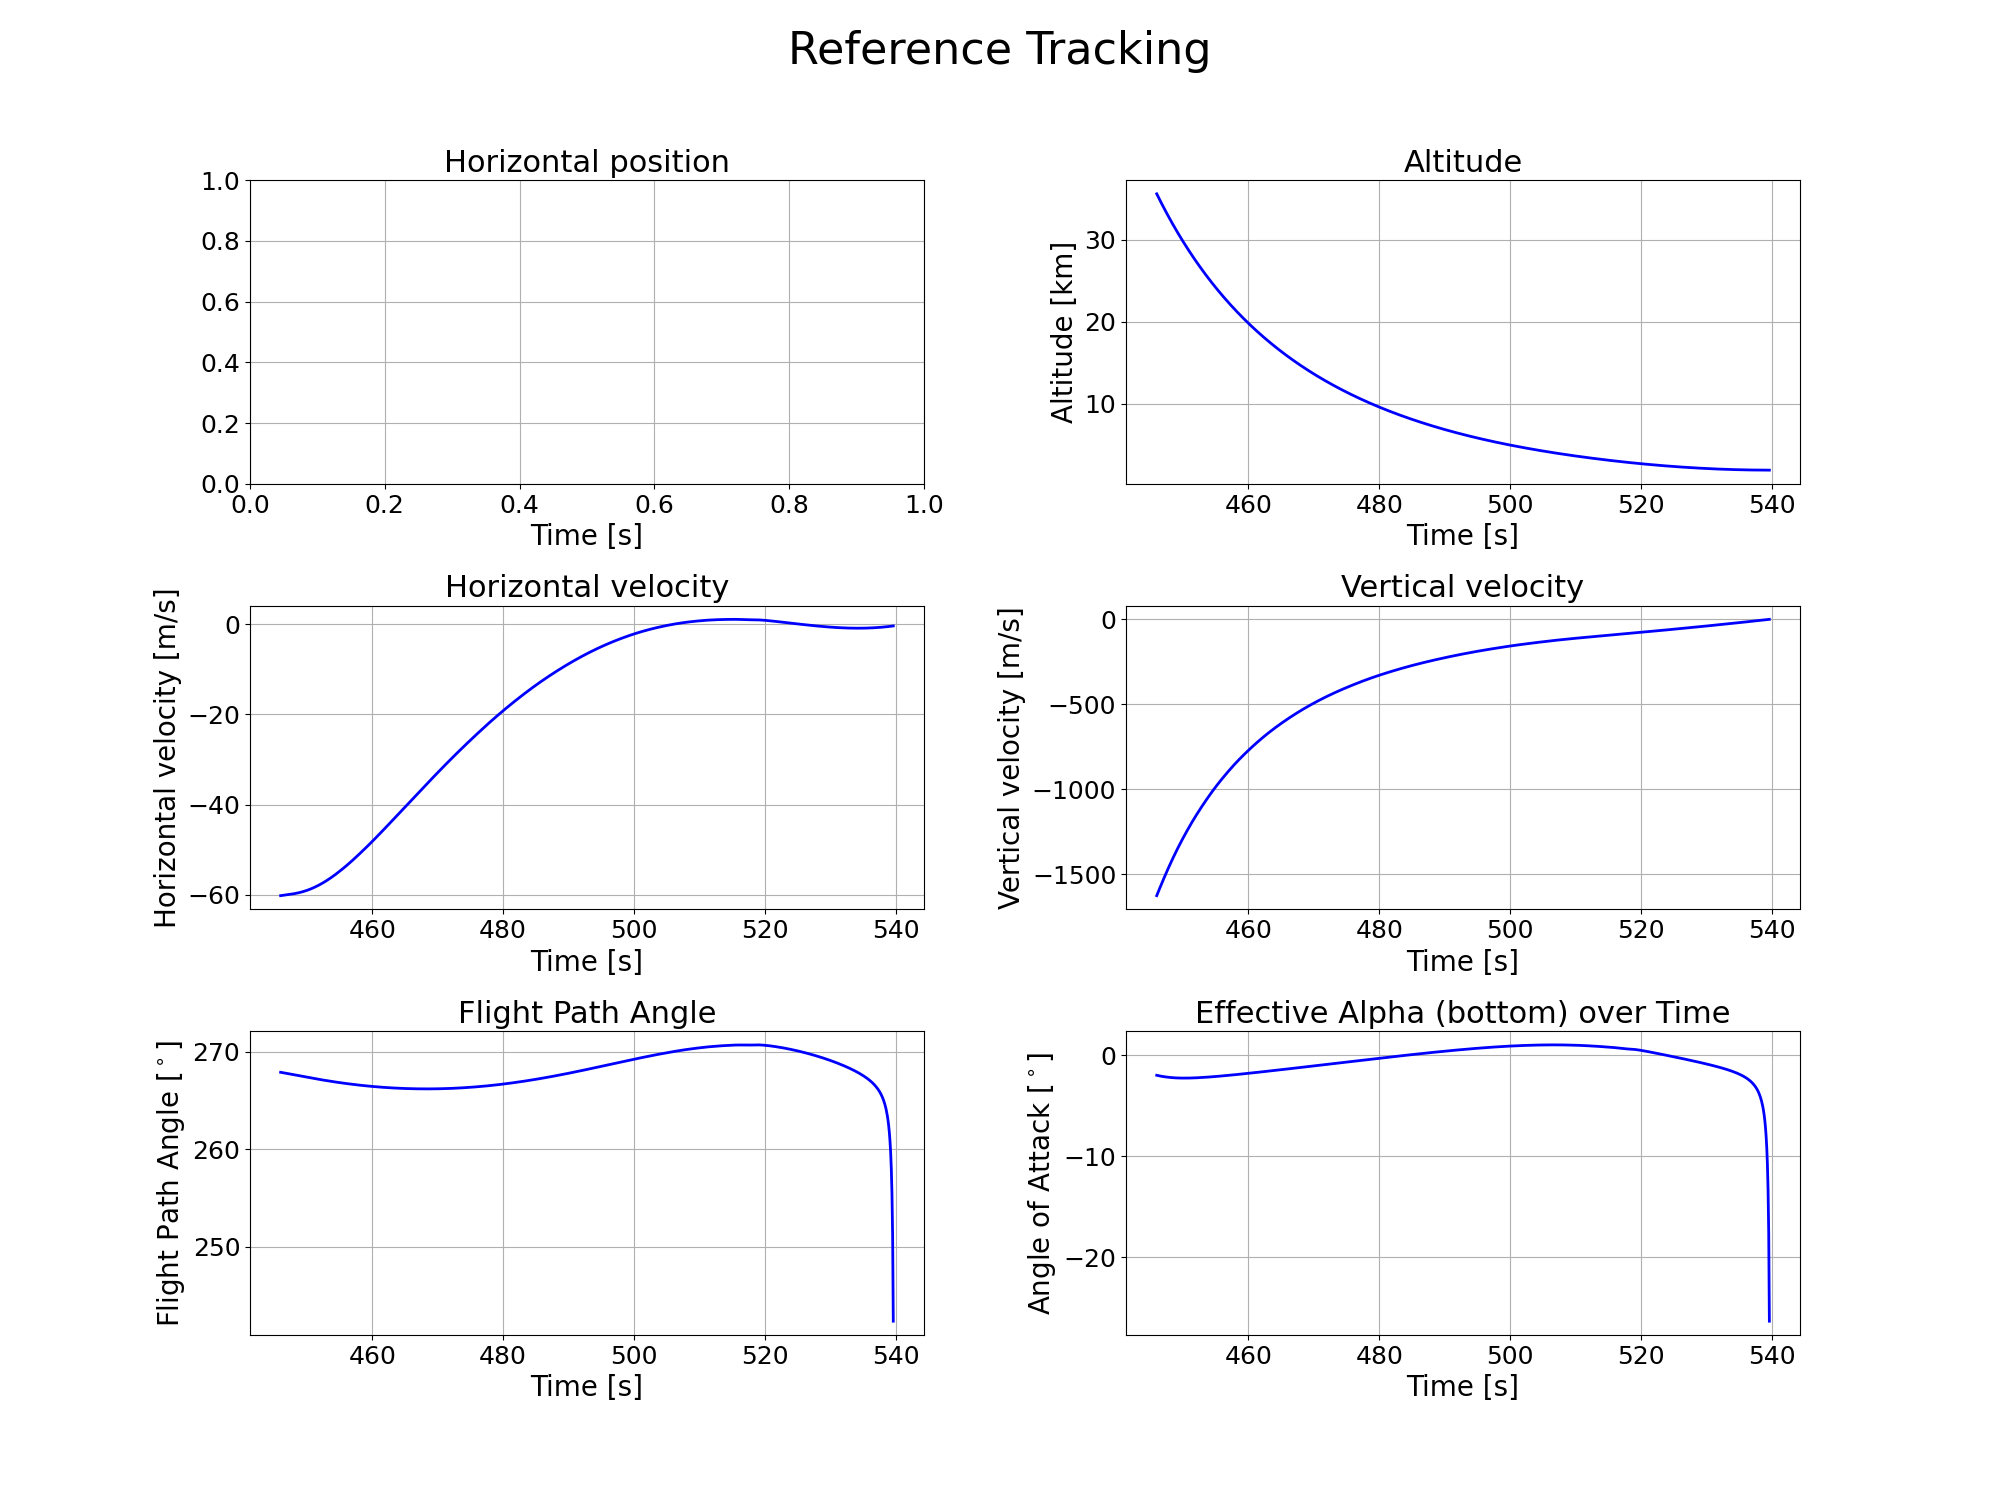 Reference Tracking
Horizontal position
1.0
0.8
0.6
0.4
0.2
0.0
0.0 0.2 0.4 0.6 0.8 1.0
Time [s]
Altitude
Altitude [km]
30
20
10
460 480 500 520 540
Time [s]
Horizontal velocity
Horizontal velocity [m/s]
0
−20
−40
−60
460 480 500 520 540
Time [s]
Vertical velocity
Vertical velocity [m/s]
0
−500
−1000
−1500
460 480 500 520 540
Time [s]
Flight Path Angle
Flight Path Angle [°]
270
260
250
460 480 500 520 540
Time [s]
Effective Alpha (bottom) over Time
Angle of Attack [°]
0
−10
−20
460 480 500 520 540
Time [s]